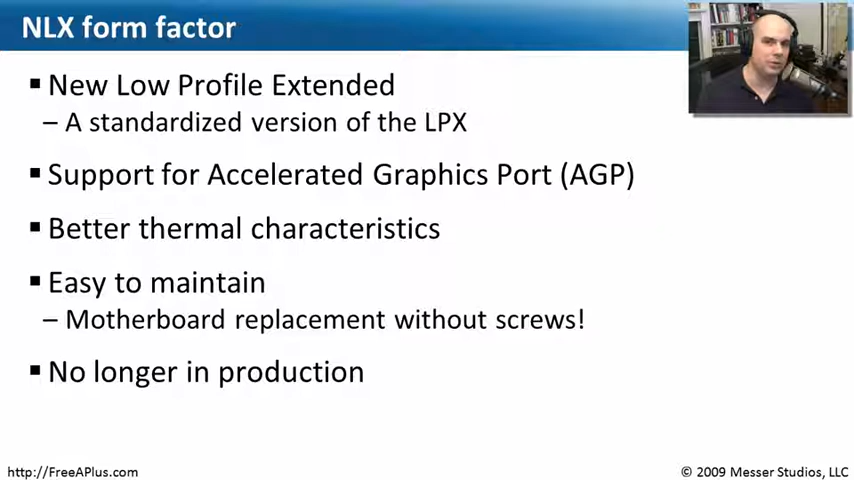 NLX form factor
▪ New Low Profile Extended
– A standardized version of the LPX
▪ Support for Accelerated Graphics Port (AGP)
▪ Better thermal characteristics
▪ Easy to maintain
– Motherboard replacement without screws!
▪ No longer in production
http://FreeAPlus.com
© 2009 Messer Studios, LLC